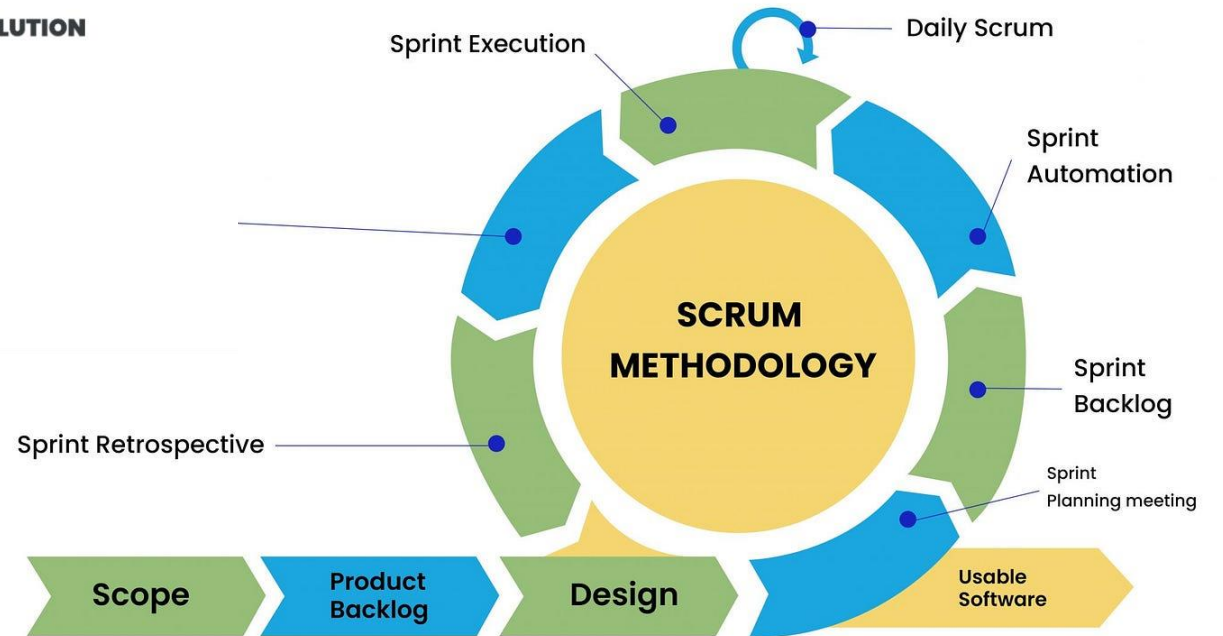 LUTION
Sprint Execution
Daily Scrum
Sprint
Automation
SCRUM
METHODOLOGY
Sprint
Backlog
Sprint Retrospective
Sprint
Planning meeting
Scope
Product
Backlog
Design
Usable
Software